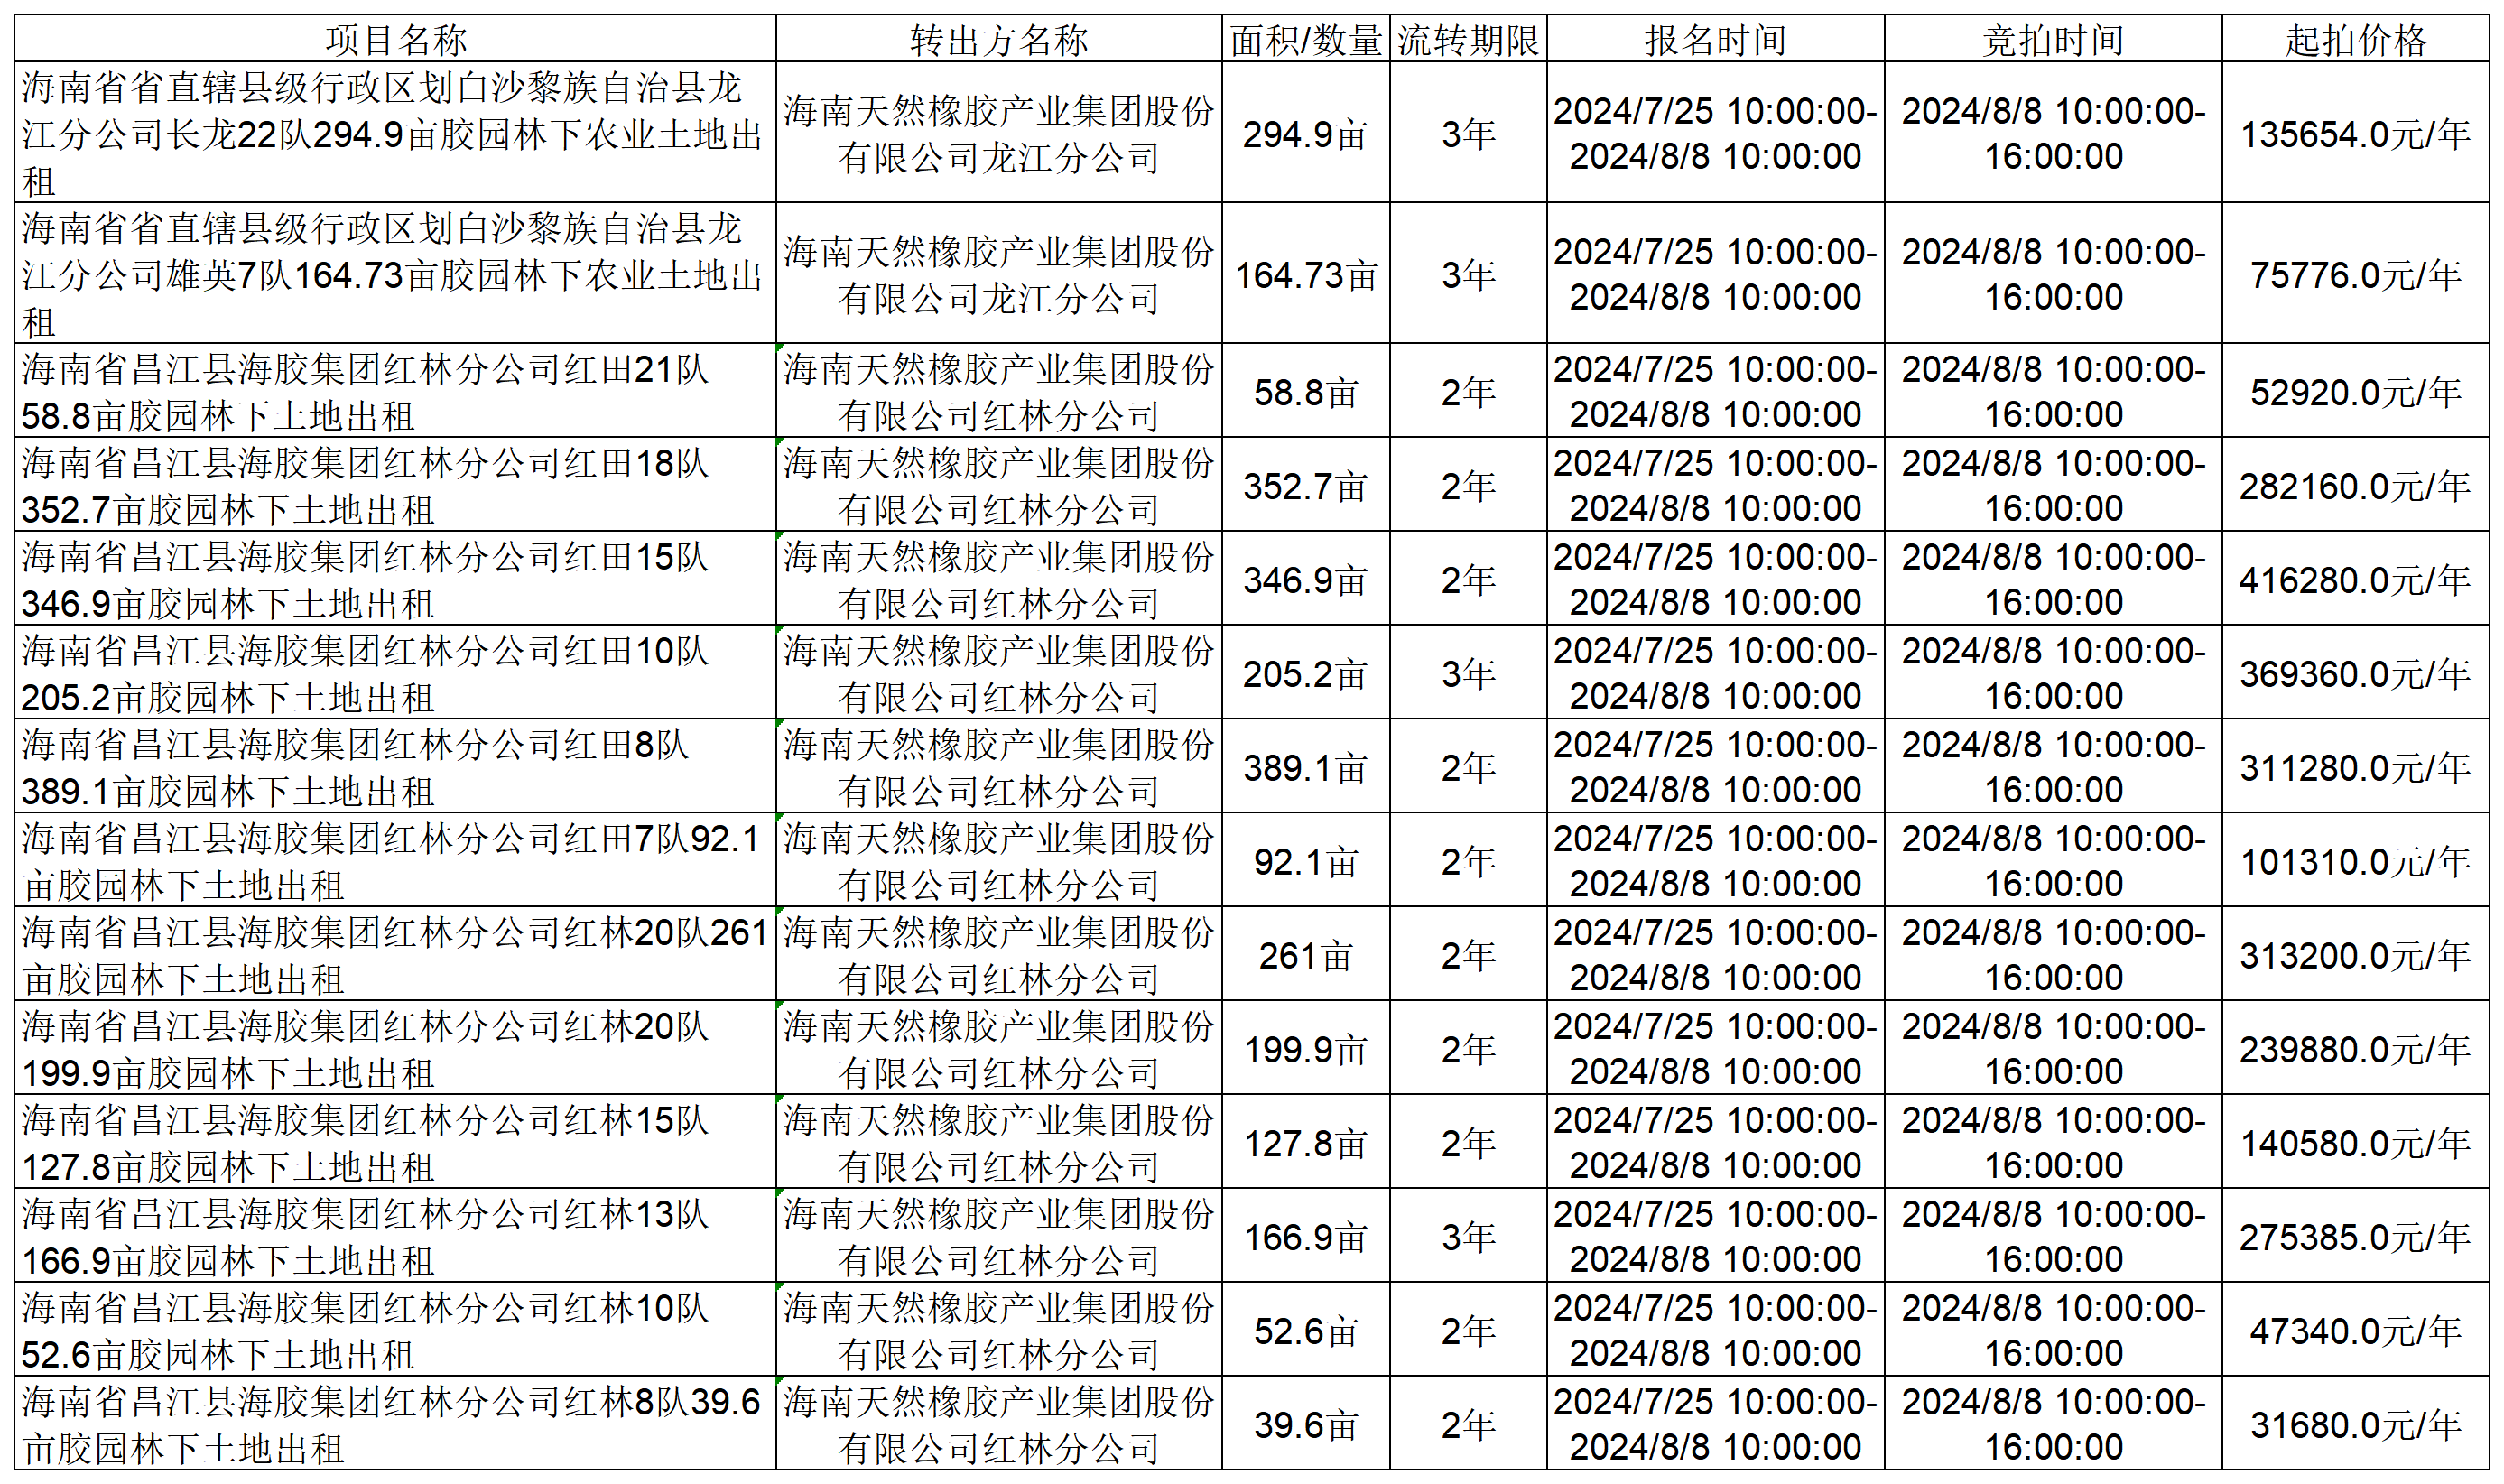 项目名称 转出方名称 面积/数量 流转期限 报名时间 竞拍时间 起拍价格
海南省省直辖县级行政区划白沙黎族自治县龙
江分公司长龙22队294.9亩胶园林下农业土地出
租
海南天然橡胶产业集团股份
有限公司龙江分公司
294.9亩
3年
2024/7/25 10:00:00-
2024/8/8 10:00:00
2024/8/8 10:00:00-
16:00:00
135654.0元/年
海南省省直辖县级行政区划白沙黎族自治县龙
江分公司雄英7队164.73亩胶园林下农业土地出
租
海南天然橡胶产业集团股份
有限公司龙江分公司
164.73亩
3年
2024/7/25 10:00:00-
2024/8/8 10:00:00
2024/8/8 10:00:00-
16:00:00
75776.0元/年
海南省昌江县海胶集团红林分公司红田21队
58.8亩胶园林下土地出租
海南天然橡胶产业集团股份
有限公司红林分公司
58.8亩
2年
2024/7/25 10:00:00-
2024/8/8 10:00:00
2024/8/8 10:00:00-
16:00:00
52920.0元/年
海南省昌江县海胶集团红林分公司红田18队
352.7亩胶园林下土地出租
海南天然橡胶产业集团股份
有限公司红林分公司
352.7亩
2年
2024/7/25 10:00:00-
2024/8/8 10:00:00
2024/8/8 10:00:00-
16:00:00
282160.0元/年
海南省昌江县海胶集团红林分公司红田15队
346.9亩胶园林下土地出租
海南天然橡胶产业集团股份
有限公司红林分公司
346.9亩
2年
2024/7/25 10:00:00-
2024/8/8 10:00:00
2024/8/8 10:00:00-
16:00:00
416280.0元/年
海南省昌江县海胶集团红林分公司红田10队
205.2亩胶园林下土地出租
海南天然橡胶产业集团股份
有限公司红林分公司
205.2亩
3年
2024/7/25 10:00:00-
2024/8/8 10:00:00
2024/8/8 10:00:00-
16:00:00
369360.0元/年
海南省昌江县海胶集团红林分公司红田8队
389.1亩胶园林下土地出租
海南天然橡胶产业集团股份
有限公司红林分公司
389.1亩
2年
2024/7/25 10:00:00-
2024/8/8 10:00:00
2024/8/8 10:00:00-
16:00:00
311280.0元/年
海南省昌江县海胶集团红林分公司红田7队92.1
亩胶园林下土地出租
海南天然橡胶产业集团股份
有限公司红林分公司
92.1亩
2年
2024/7/25 10:00:00-
2024/8/8 10:00:00
2024/8/8 10:00:00-
16:00:00
101310.0元/年
海南省昌江县海胶集团红林分公司红林20队261
亩胶园林下土地出租
海南天然橡胶产业集团股份
有限公司红林分公司
261亩
2年
2024/7/25 10:00:00-
2024/8/8 10:00:00
2024/8/8 10:00:00-
16:00:00
313200.0元/年
海南省昌江县海胶集团红林分公司红林20队
199.9亩胶园林下土地出租
海南天然橡胶产业集团股份
有限公司红林分公司
199.9亩
2年
2024/7/25 10:00:00-
2024/8/8 10:00:00
2024/8/8 10:00:00-
16:00:00
239880.0元/年
海南省昌江县海胶集团红林分公司红林15队
127.8亩胶园林下土地出租
海南天然橡胶产业集团股份
有限公司红林分公司
127.8亩
2年
2024/7/25 10:00:00-
2024/8/8 10:00:00
2024/8/8 10:00:00-
16:00:00
140580.0元/年
海南省昌江县海胶集团红林分公司红林13队
166.9亩胶园林下土地出租
海南天然橡胶产业集团股份
有限公司红林分公司
166.9亩
3年
2024/7/25 10:00:00-
2024/8/8 10:00:00
2024/8/8 10:00:00-
16:00:00
275385.0元/年
海南省昌江县海胶集团红林分公司红林10队
52.6亩胶园林下土地出租
海南天然橡胶产业集团股份
有限公司红林分公司
52.6亩
2年
2024/7/25 10:00:00-
2024/8/8 10:00:00
2024/8/8 10:00:00-
16:00:00
47340.0元/年
海南省昌江县海胶集团红林分公司红林8队39.6
亩胶园林下土地出租
海南天然橡胶产业集团股份
有限公司红林分公司
39.6亩
2年
2024/7/25 10:00:00-
2024/8/8 10:00:00
2024/8/8 10:00:00-
16:00:00
31680.0元/年